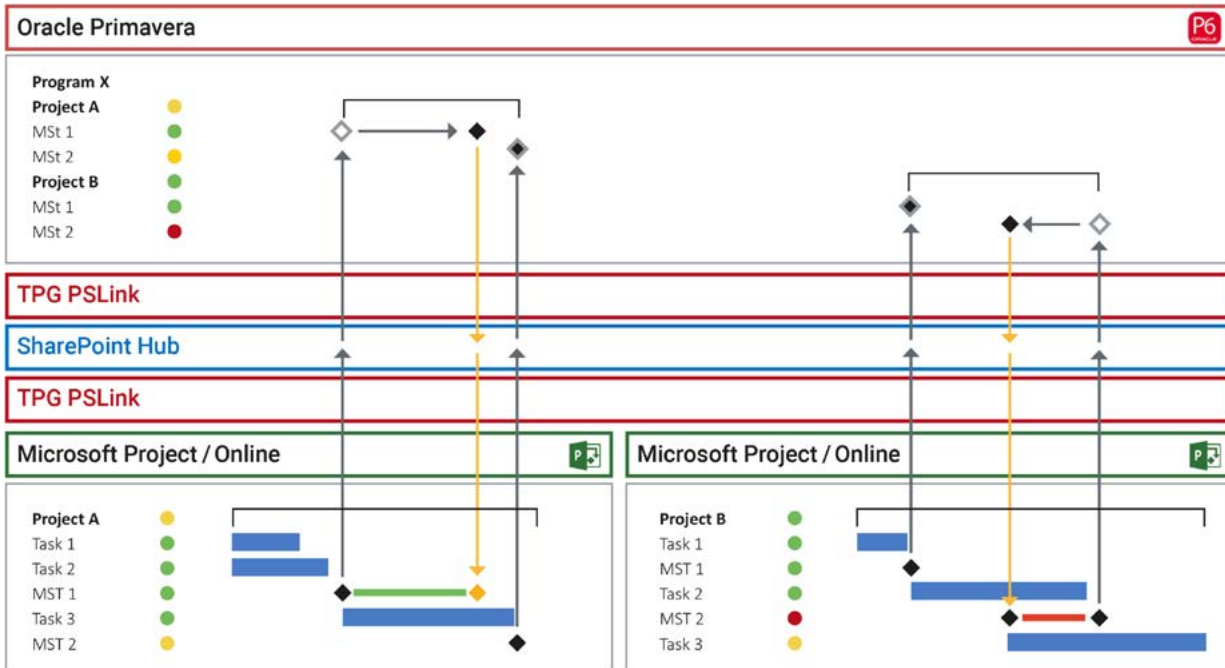 Oracle Primavera
P6
ORACLE
Program X
Project A
MSt 1
MSt 2
Project B
MSt 1
MSt 2
TPG PSLink
SharePoint Hub
TPG PSLink
Microsoft Project / Online
P
Project A
Task 1
Task 2
MST 1
Task 3
MST 2
Microsoft Project / Online
P
Project B
Task 1
MST 1
Task 2
MST 2
Task 3